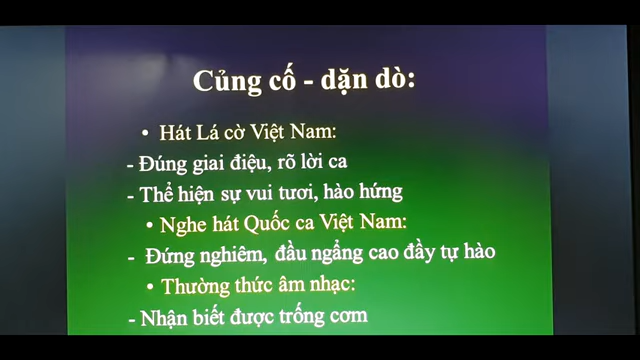 Củng cố - dặn dò:
• Hát Lá cờ Việt Nam:
- Đúng giai điệu, rõ lời ca
- Thể hiện sự vui tươi, hào hứng
• Nghe hát Quốc ca Việt Nam:
- Đứng nghiêm, đầu ngẩng cao đầy tự hào
• Thường thức âm nhạc:
- Nhận biết được trống cơm